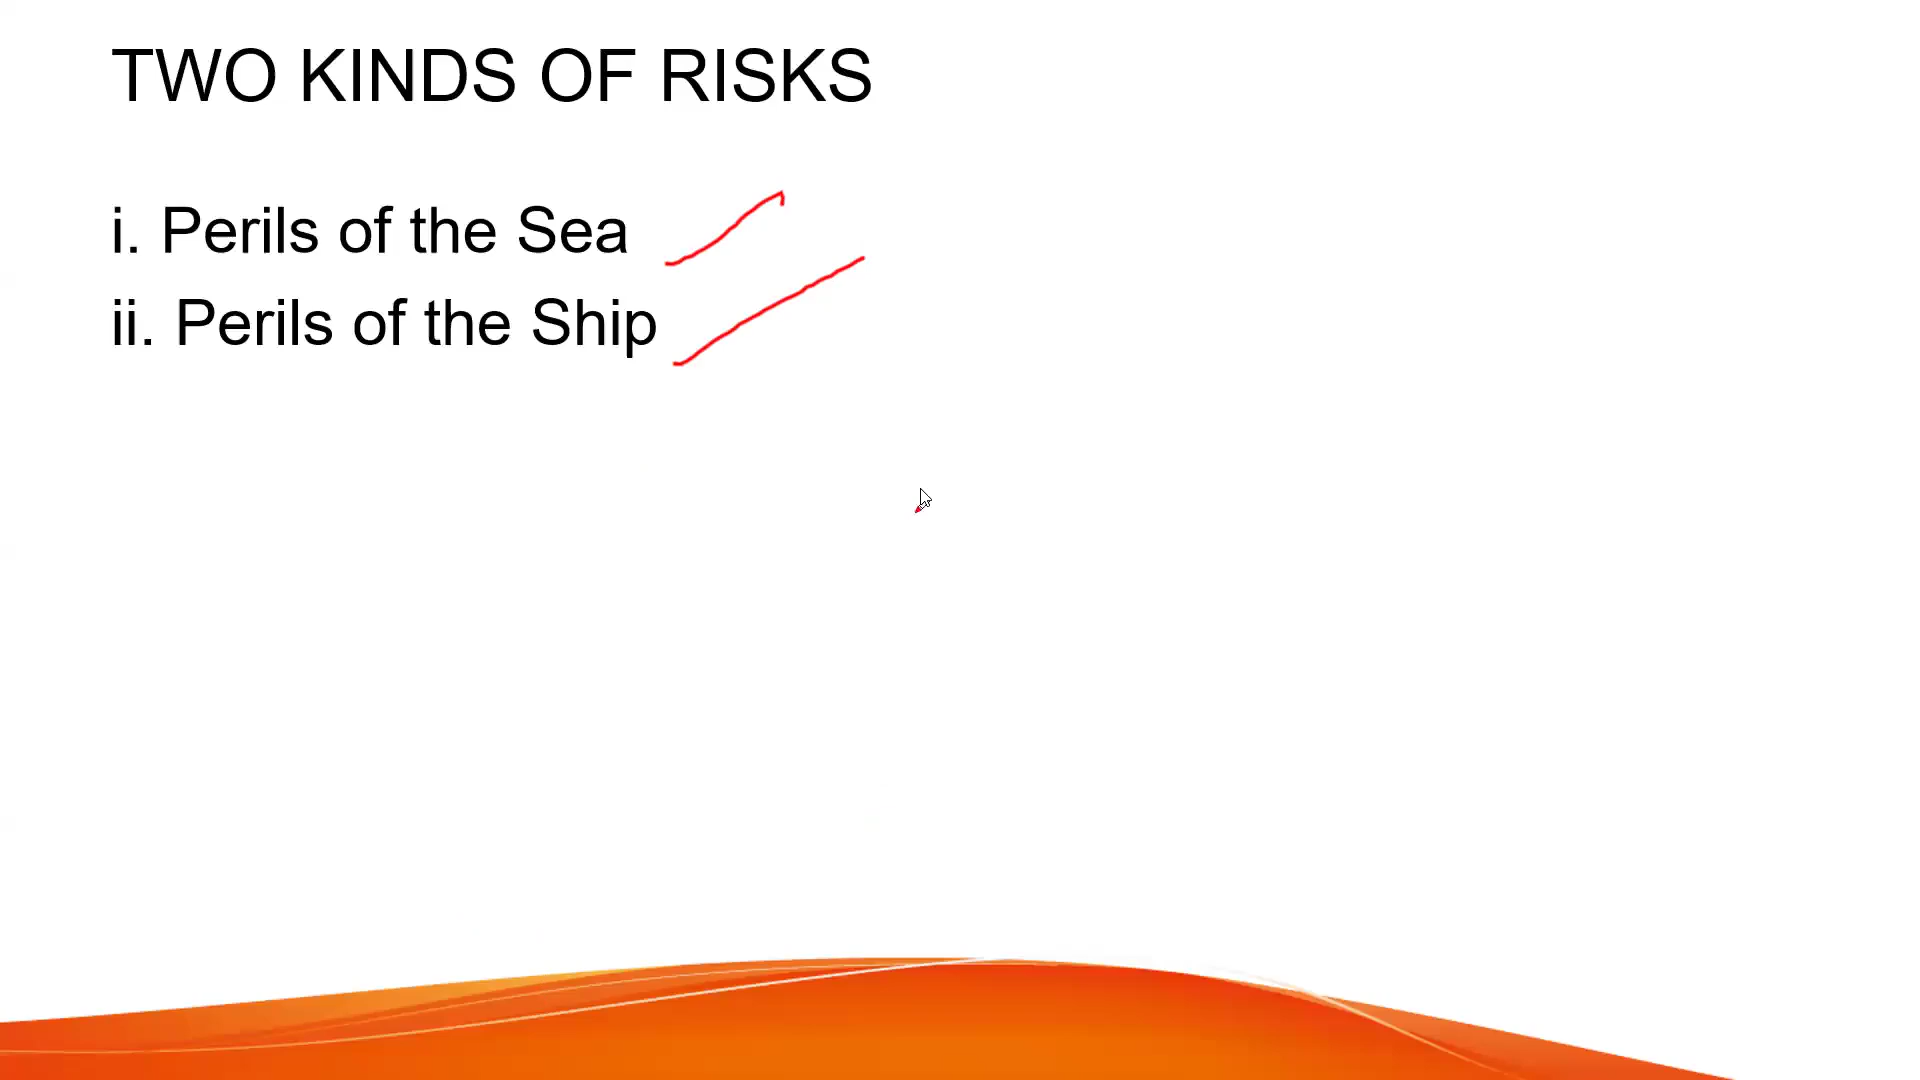 TWO KINDS OF RISKS
i. Perils of the Sea
ii. Perils of the Ship